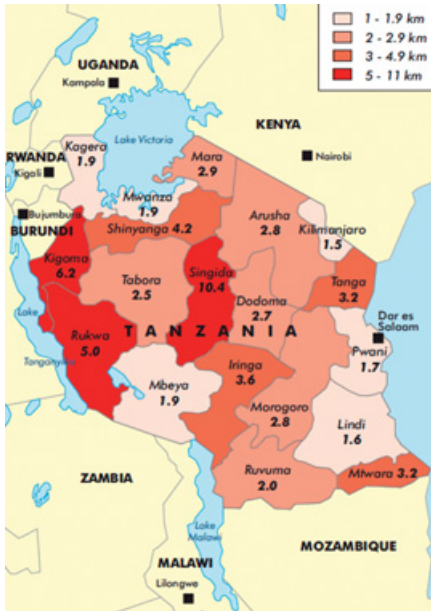 1 - 1.9 km
2 - 2.9 km
3 - 4.9 km
5 - 11 km
UGANDA
Kampala
KENYA
Lake Victoria
RWANDA
Kigali
Kagera
1.9
Mara
2.9
Nairobi
Mwanza
1.9
Bujumbura
BURUNDI
Shinyanga 4.2
Arusha
2.8
Kilimanjaro
1.5
Kigoma
6.2
Tabora
2.5
Singida
10.4
Dodoma
2.7
Tanga
3.2
Lake
Tanganyika
Rukwa
5.0
TANZANIA
Dar es
Salaam
Pwani
1.7
Mbeya
1.9
Iringa
3.6
Morogoro
2.8
Lindi
1.6
Ruvuma
2.0
Mtwara 3.2
ZAMBIA
Lake
Malawi
MALAWI
Lilongwe
MOZAMBIQUE